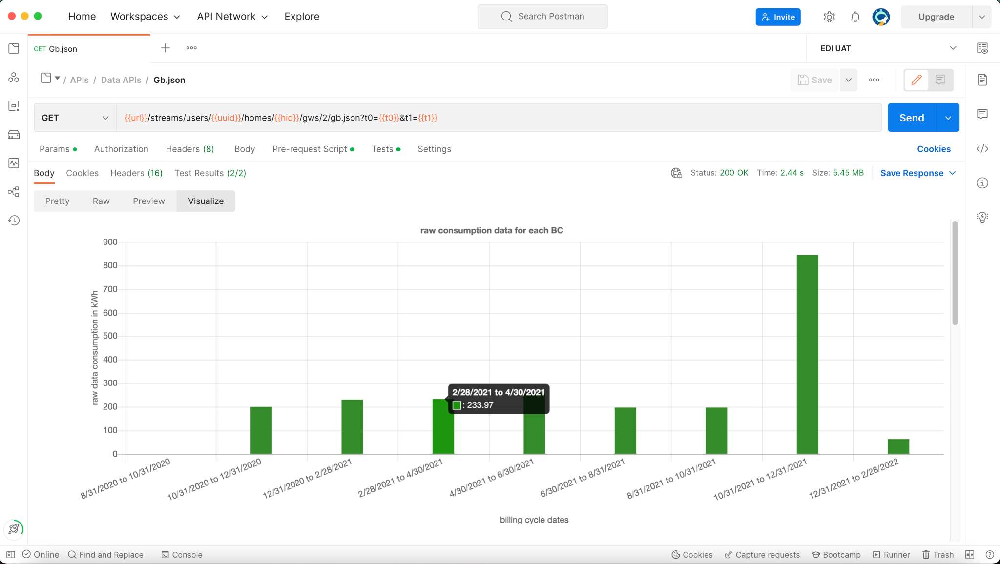 Home Workspaces API Network Explore Search Postman Invite Upgrade
GET Gb.json
EDI UAT
/ APIs / Data APIs / Gb.json Save
GET {{url}}/streams/users/{{uuid}}/homes/{{hid}}/gws/2/gb.json?t0={{t0}}&t1={{t1}} Send
Params Authorization Headers (8) Body Pre-request Script Tests Settings Cookies
Body Cookies Headers (16) Test Results (2/2) Status: 200 OK Time: 2.44 s Size: 5.45 MB Save Response
Pretty Raw Preview Visualize
raw consumption data for each BC
900
800
700
600
500
400
300
200
100
0
raw data consumption in kWh
2/28/2021 to 4/30/2021
: 233.97
8/31/2020 to 10/31/2020
10/31/2020 to 12/31/2020
12/31/2020 to 2/28/2021
2/28/2021 to 4/30/2021
4/30/2021 to 6/30/2021
6/30/2021 to 8/31/2021
8/31/2021 to 10/31/2021
10/31/2021 to 12/31/2021
12/31/2021 to 2/28/2022
billing cycle dates
Online Find and Replace Console Cookies Capture requests Bootcamp Runner Trash